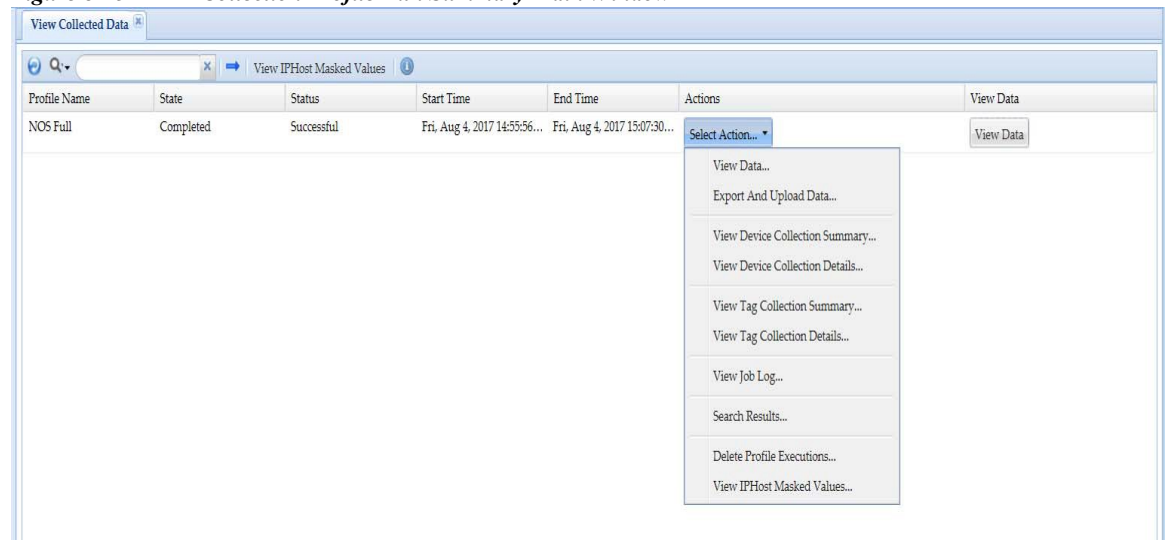 View Collected Data
View IPHost Masked Values
Profile Name State Status Start Time End Time Actions View Data
NOS Full Completed Successful Fri, Aug 4, 2017 14:55:56... Fri, Aug 4, 2017 15:07:30... Select Action... View Data
View Data...
Export And Upload Data...
View Device Collection Summary...
View Device Collection Details...
View Tag Collection Summary...
View Tag Collection Details...
View Job Log...
Search Results...
Delete Profile Executions...
View IPHost Masked Values...